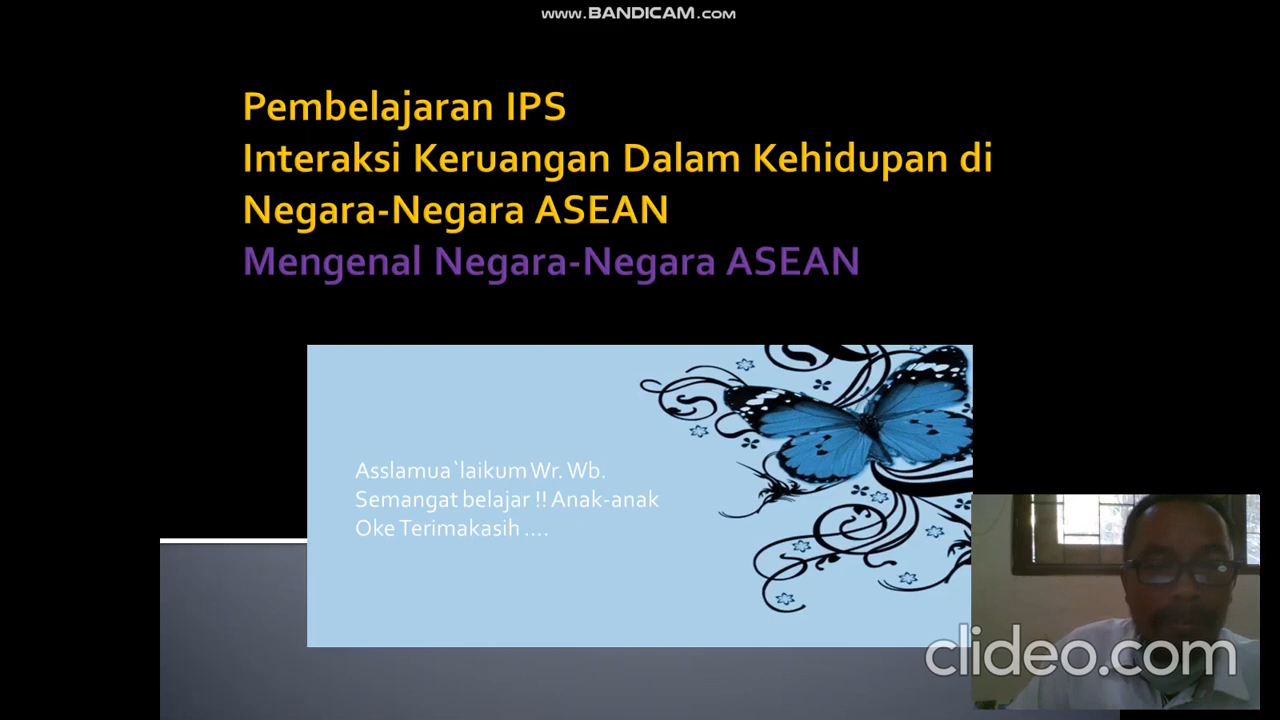 www.BANDICAM.com
Pembelajaran IPS
Interaksi Keruangan Dalam Kehidupan di
Negara-Negara ASEAN
Mengenal Negara-Negara ASEAN
Asslamua`laikum Wr. Wb.
Semangat belajar !! Anak-anak
Oke Terimakasih ....
clideo.com